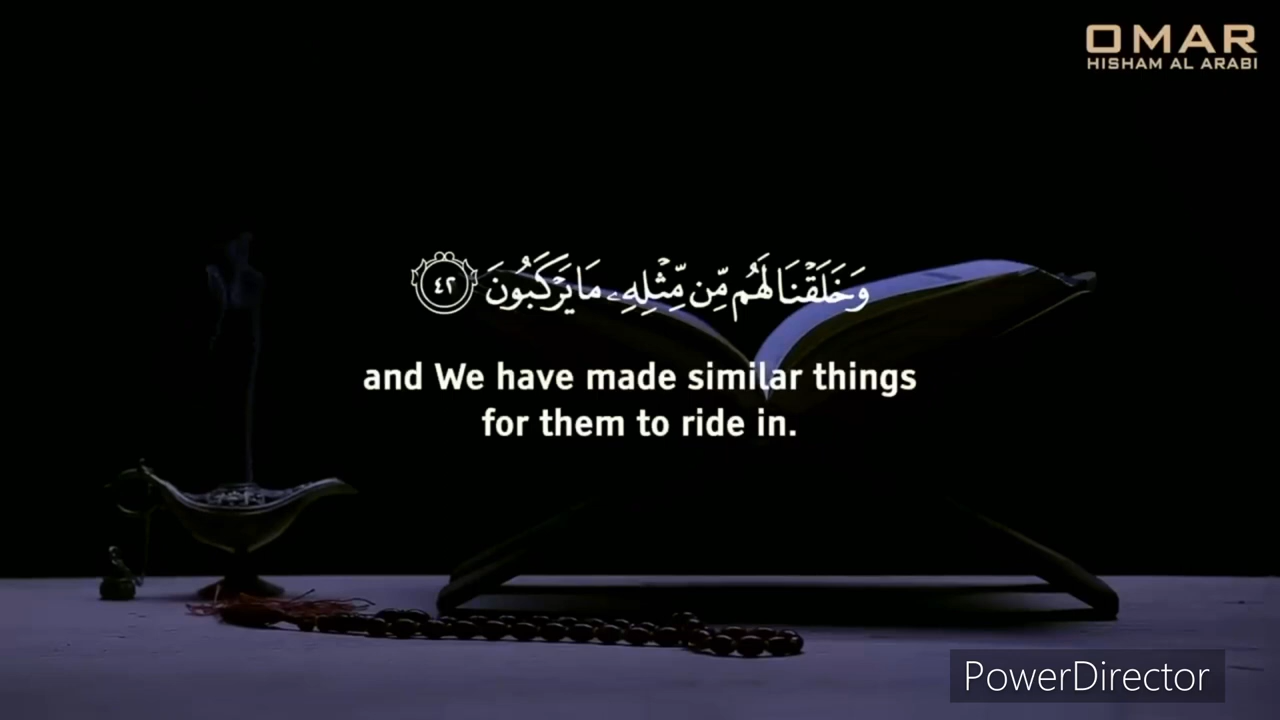 OMAR
HISHAM AL ARABI
وَخَلَقْنَا لَهُم مِّن مِّثْلِهِۦ مَا يَرْكَبُونَ ٤٢
and We have made similar things
for them to ride in.
PowerDirector